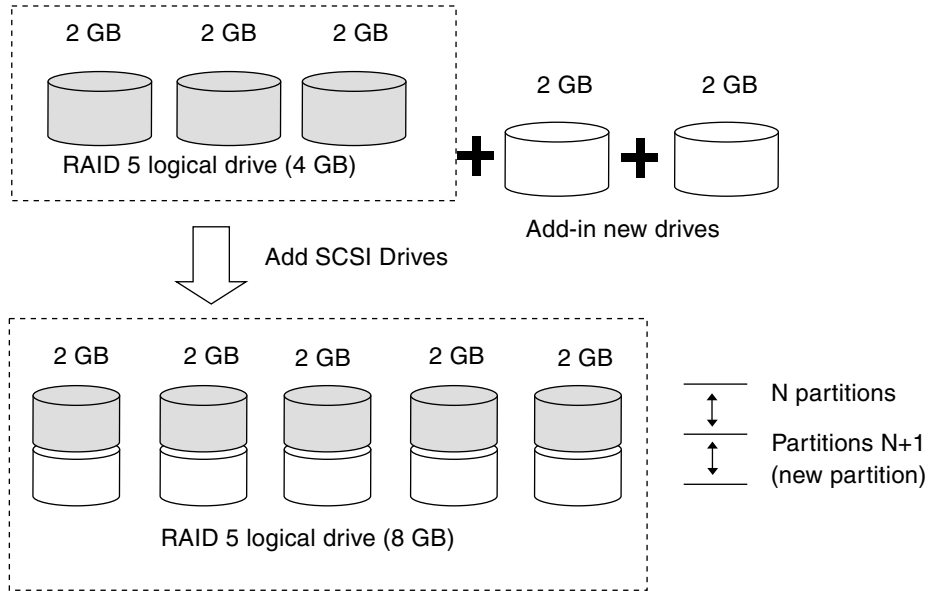 2 GB 2 GB 2 GB
RAID 5 logical drive (4 GB)
2 GB 2 GB
Add-in new drives
Add SCSI Drives
2 GB 2 GB 2 GB 2 GB 2 GB
RAID 5 logical drive (8 GB)
N partitions
Partitions N+1
(new partition)